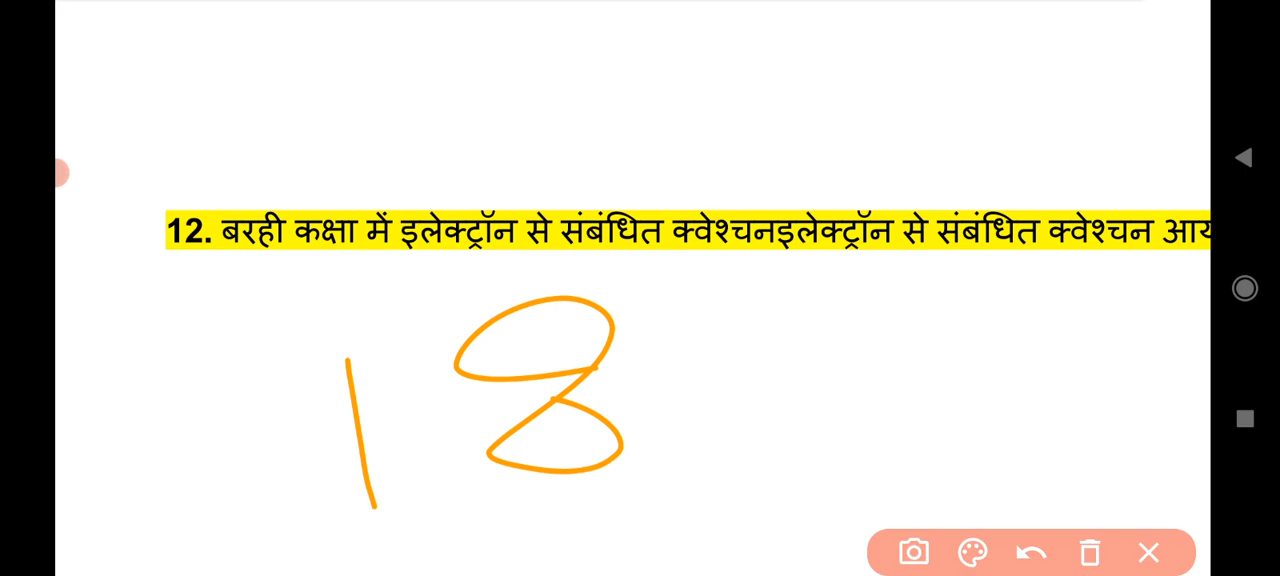 12. बरही कक्षा में इलेक्ट्रॉन से संबंधित क्वेश्चनइलेक्ट्रॉन से संबंधित क्वेश्चन आय
18